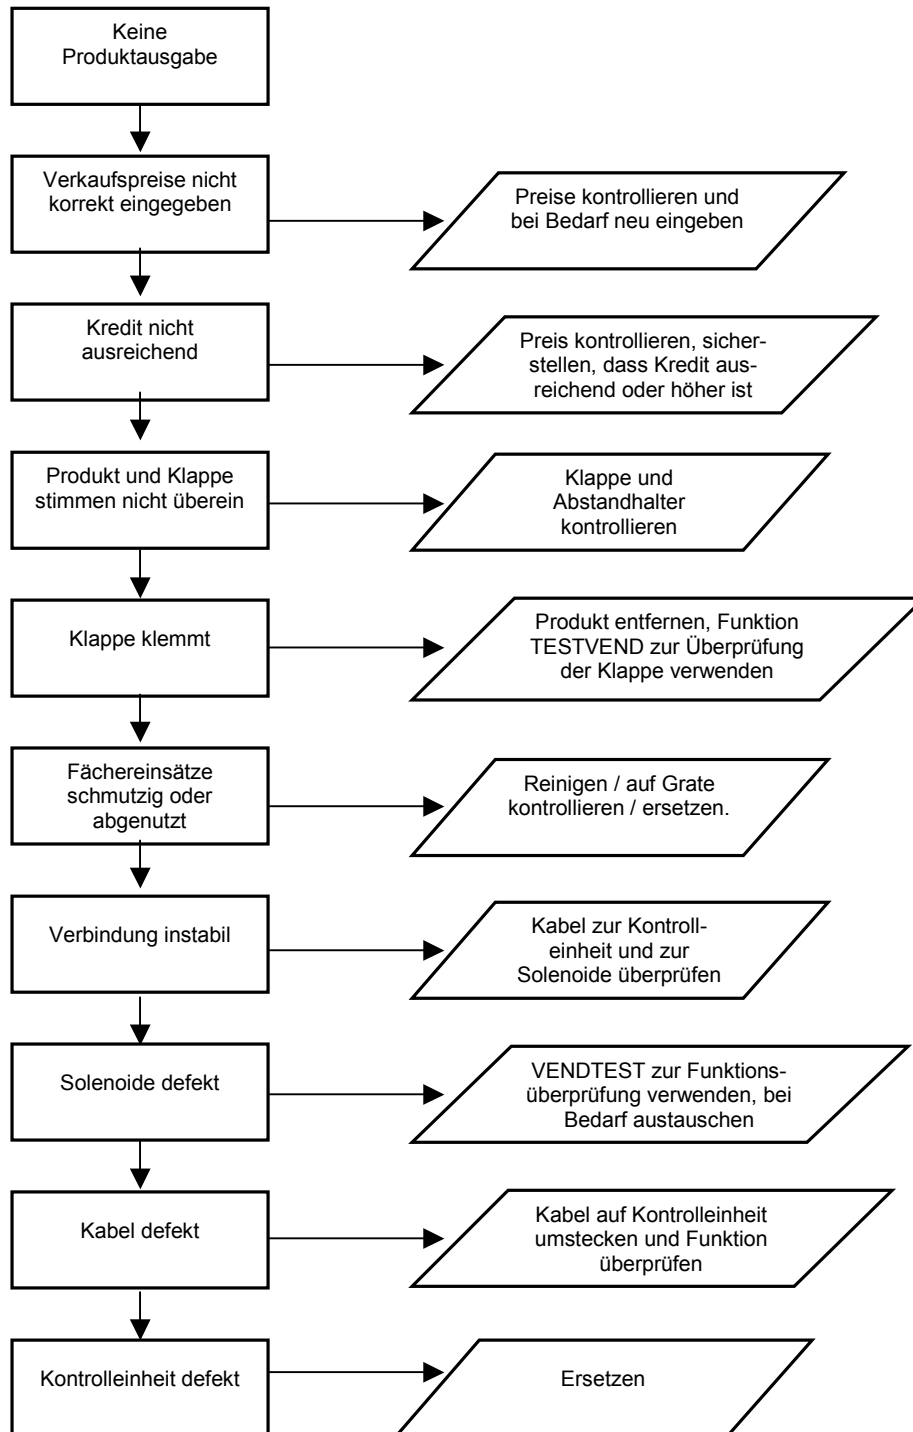 Keine
Produktausgabe
Verkaufspreise nicht
korrekt eingegeben
Preise kontrollieren und
bei Bedarf neu eingeben
Kredit nicht
ausreichend
Preis kontrollieren, sicher-
stellen, dass Kredit aus-
reichend oder höher ist
Produkt und Klappe
stimmen nicht überein
Klappe und
Abstandhalter
kontrollieren
Klappe klemmt
Produkt entfernen, Funktion
TESTVEND zur Überprüfung
der Klappe verwenden
Fächereinsätze
schmutzig oder
abgenutzt
Reinigen / auf Grate
kontrollieren / ersetzen.
Verbindung instabil
Kabel zur Kontroll-
einheit und zur
Solenoide überprüfen
Solenoide defekt
VENDTEST zur Funktions-
überprüfung verwenden, bei
Bedarf austauschen
Kabel defekt
Kabel auf Kontrolleinheit
umstecken und Funktion
überprüfen
Kontrolleinheit defekt
Ersetzen